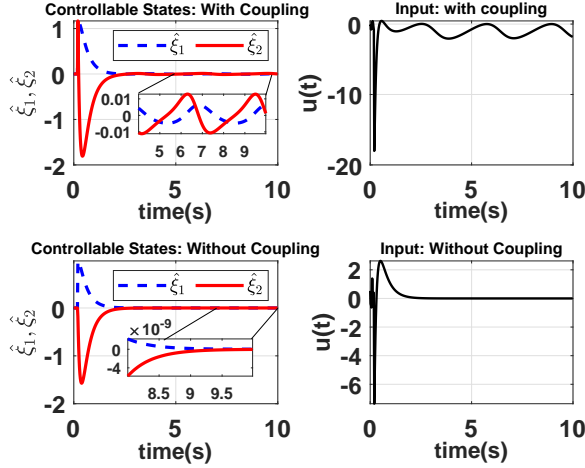 Controllable States: With Coupling
ξ̂₁, ξ̂₂
1
0
-1
-2
ξ̂₁
ξ̂₂
0.01
0
-0.01
5 6 7 8 9
0 5 10
time(s)
Input: with coupling
u(t)
0
-10
-20
0 5 10
time(s)
Controllable States: Without Coupling
ξ̂₁, ξ̂₂
0
-1
-2
ξ̂₁
ξ̂₂
× 10⁻⁹
0
-4
8.5 9 9.5
0 5 10
time(s)
Input: Without Coupling
u(t)
2
0
-2
-4
-6
0 5 10
time(s)